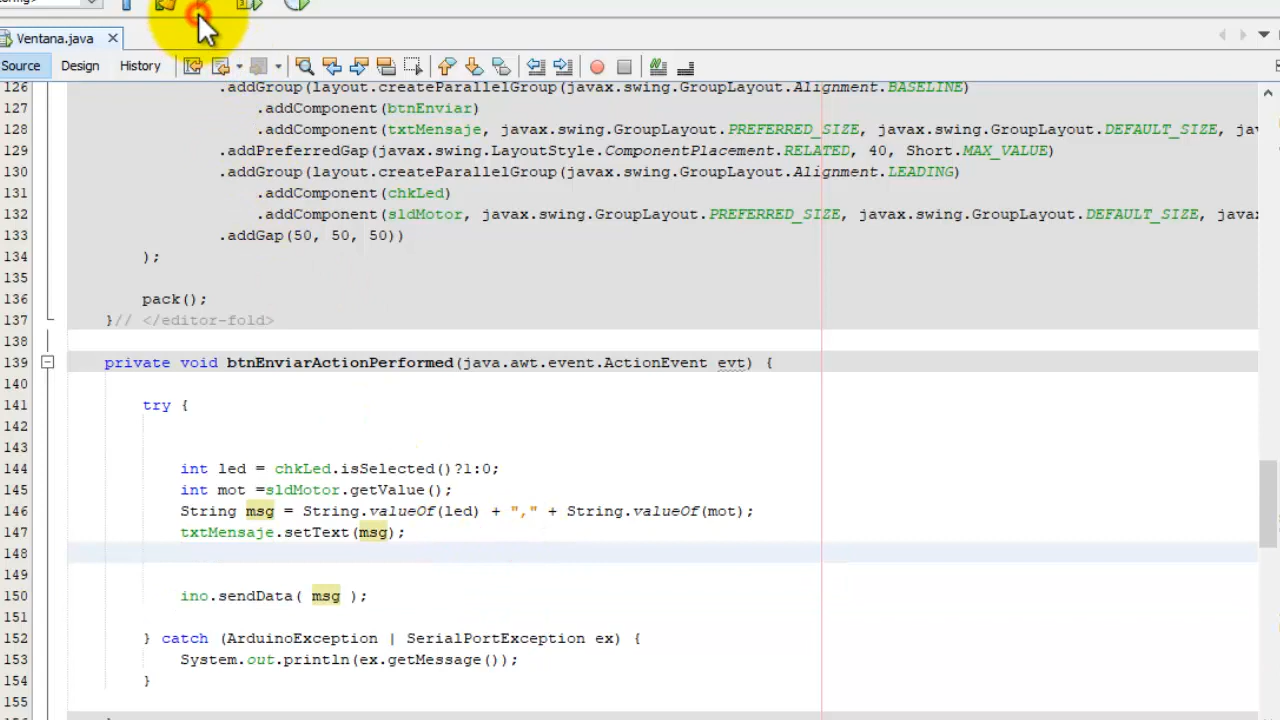 Ventana.java
Source Design History
126 .addGroup(layout.createParallelGroup(javax.swing.GroupLayout.Alignment.BASELINE)
127 .addComponent(btnEnviar)
128 .addComponent(txtMensaje, javax.swing.GroupLayout.PREFERRED_SIZE, javax.swing.GroupLayout.DEFAULT_SIZE,
129 .addPreferredGap(javax.swing.LayoutStyle.ComponentPlacement.RELATED, 40, Short.MAX_VALUE)
130 .addGroup(layout.createParallelGroup(javax.swing.GroupLayout.Alignment.LEADING)
131 .addComponent(chkLed)
132 .addComponent(sldMotor, javax.swing.GroupLayout.PREFERRED_SIZE, javax.swing.GroupLayout.DEFAULT_SIZE,
133 .addGap(50, 50, 50))
134 );
135
136 pack();
137 }// </editor-fold>
138
139 private void btnEnviarActionPerformed(java.awt.event.ActionEvent evt) {
140
141 try {
142
143
144 int led = chkLed.isSelected()?1:0;
145 int mot =sldMotor.getValue();
146 String msg = String.valueOf(led) + "," + String.valueOf(mot);
147 txtMensaje.setText(msg);
148
149
150 ino.sendData( msg );
151
152 } catch (ArduinoException | SerialPortException ex) {
153 System.out.println(ex.getMessage());
154 }
155